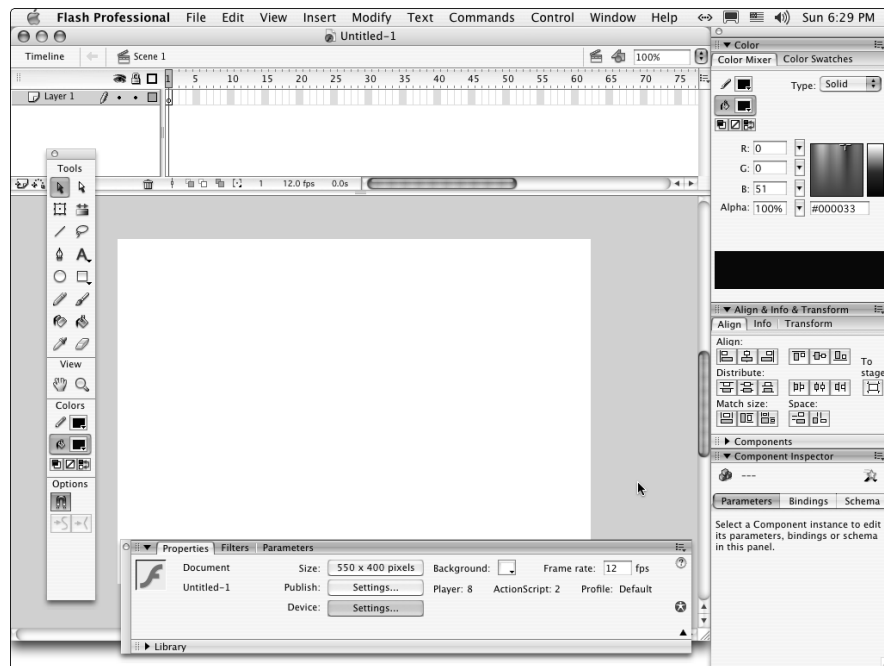 Flash Professional File Edit View Insert Modify Text Commands Control Window Help Sun 6:29 PM
Untitled-1
Timeline Scene 1 100%
1 5 10 15 20 25 30 35 40 45 50 55 60 65 70 75
Layer 1
1 12.0 fps 0.0s
Tools
View
Colors
Options
Color
Color Mixer Color Swatches
Type: Solid
R: 0
G: 0
B: 51
Alpha: 100% #000033
Align & Info & Transform
Align Info Transform
Align:
To stage
Distribute:
Match size: Space:
Components
Component Inspector
---
Parameters Bindings Schema
Select a Component instance to edit
its parameters, bindings or schema
in this panel.
Properties Filters Parameters
Document Size: 550 x 400 pixels Background: Frame rate: 12 fps
Untitled-1 Publish: Settings... Player: 8 ActionScript: 2 Profile: Default
Device: Settings...
Library